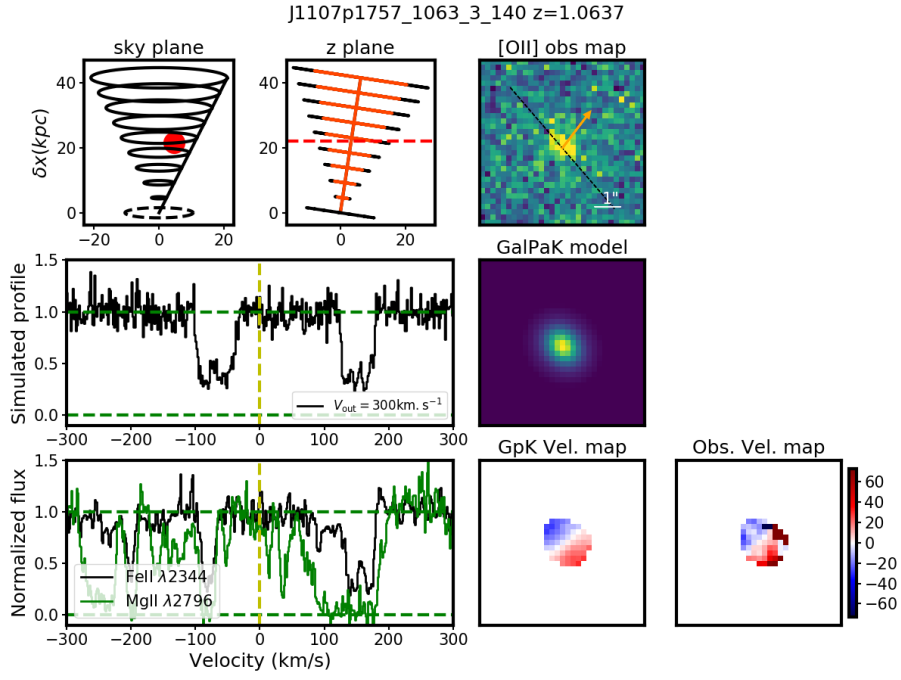 J1107p1757_1063_3_140 z=1.0637
sky plane
z plane
[OII] obs map
δx(kpc)
40
20
0
−20 0 20
40
20
0
0 20
1"
Simulated profile
1.5
1.0
0.5
0.0
V_out = 300km.s⁻¹
−300 −200 −100 0 100 200 300
GalPaK model
Normalized flux
1.5
1.0
0.5
0.0
FeII λ2344
MgII λ2796
−300 −200 −100 0 100 200 300
Velocity (km/s)
GpK Vel. map
Obs. Vel. map
60
40
20
0
−20
−40
−60